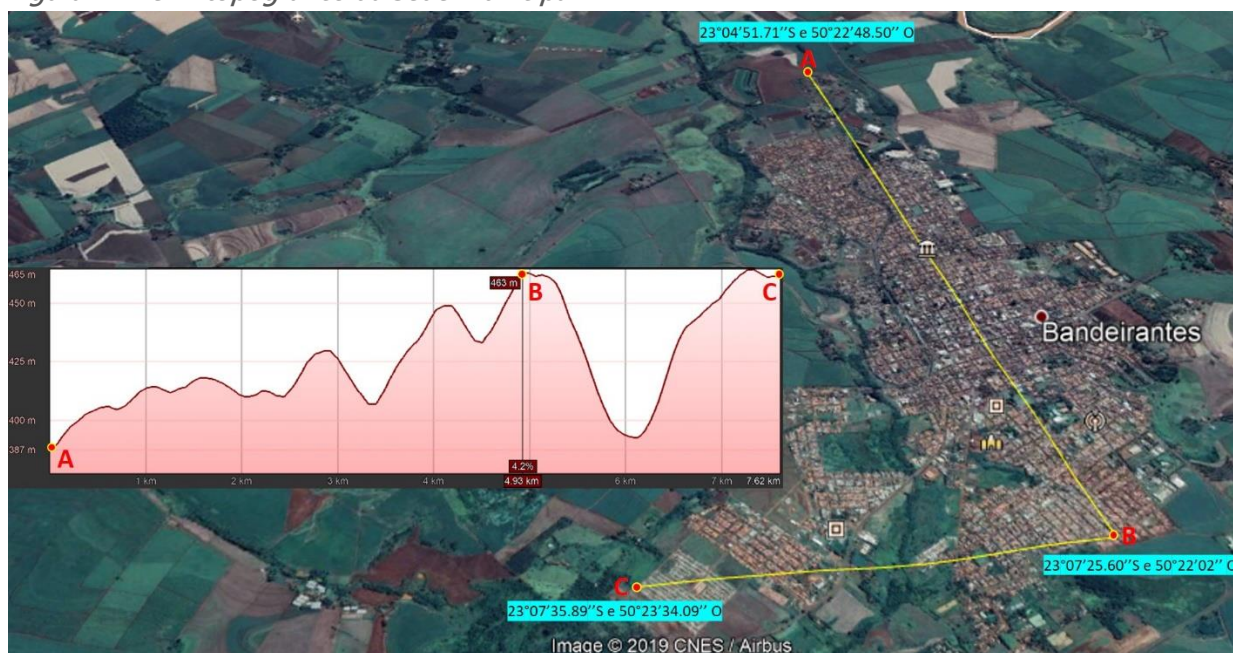 23°04’51.71’’S e 50°22’48.50’’ O
A
Bandeirantes
465 m
463 m
B
C
450 m
425 m
400 m
387 m
A
4.2%
1 km
2 km
3 km
4 km
4.93 km
6 km
7 km
7.62 km
B
23°07’25.60’’S e 50°22’02’’ O
C
23°07’35.89’’S e 50°23’34.09’’ O
Image © 2019 CNES / Airbus